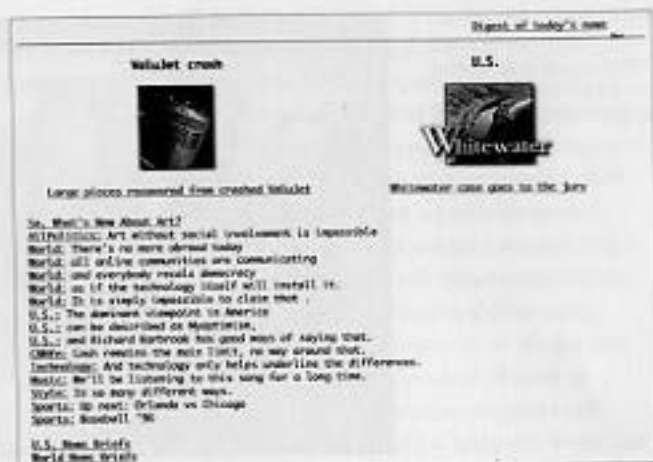 Digest of today's news
ValuJet crash
U.S.
Whitewater
Large pieces recovered from crashed ValuJet
Whitewater case goes to the jury
So, What's New About Art?
AllPolitics: Art without social involvement is impossible
World: There's no more abroad today
World: all online communities are communicating
World: and everybody resals democracy
World: as if the technology itself will install it.
World: It is simply impossible to claim that .
U.S.: The dominant viewpoint in America
U.S.: can be described as Myoptimism,
U.S.: and Richard Barbrook has good ways of saying that.
CNNfn: Cash remains the main limit, no way around that.
Technology: And technology only helps underline the differences.
Music: We'll be listening to this song for a long time.
Style: In so many different ways.
Sports: Up next: Orlando vs Chicago
Sports: Baseball '96
U.S. News Briefs
World News Briefs